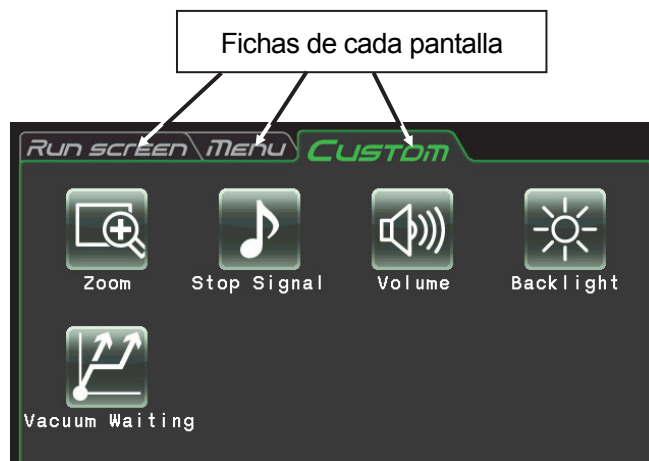 Fichas de cada pantalla
Run screen Menu Custom
Zoom Stop Signal Volume Backlight
Vacuum Waiting